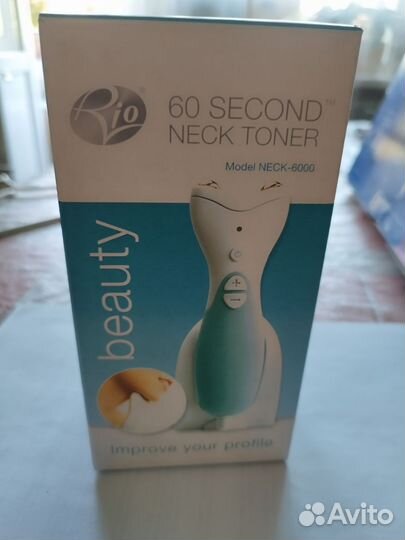 Rio
60 SECOND™
NECK TONER
Model NECK-6000
beauty
Improve your profile
Avito